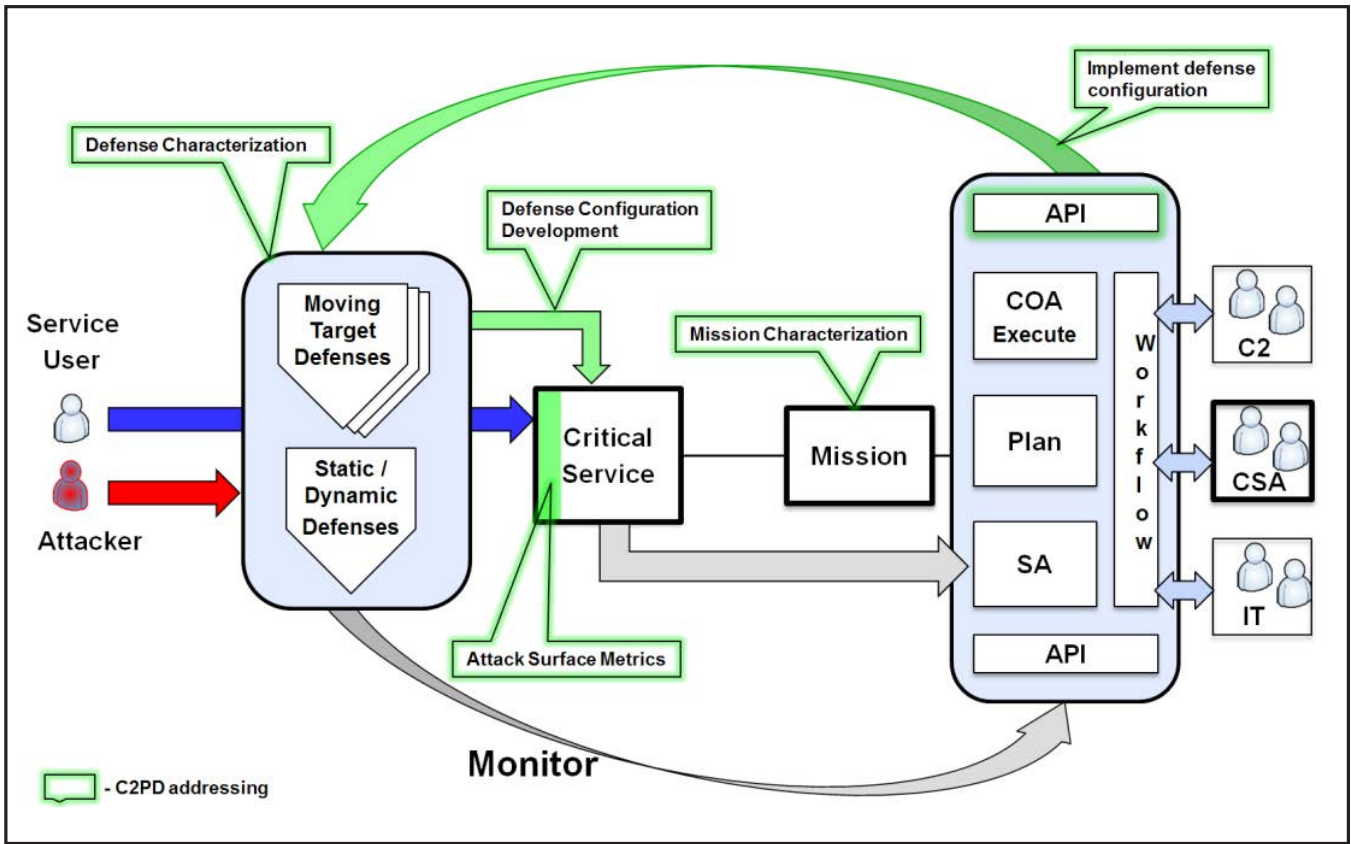 Implement defense
configuration
Defense Characterization
Defense Configuration
Development
API
Moving
Target
Defenses
COA
Execute
C2
Service
User
Mission Characterization
Workflow
Critical
Service
Mission
Plan
CSA
Static /
Dynamic
Defenses
Attacker
SA
IT
Attack Surface Metrics
API
Monitor
- C2PD addressing